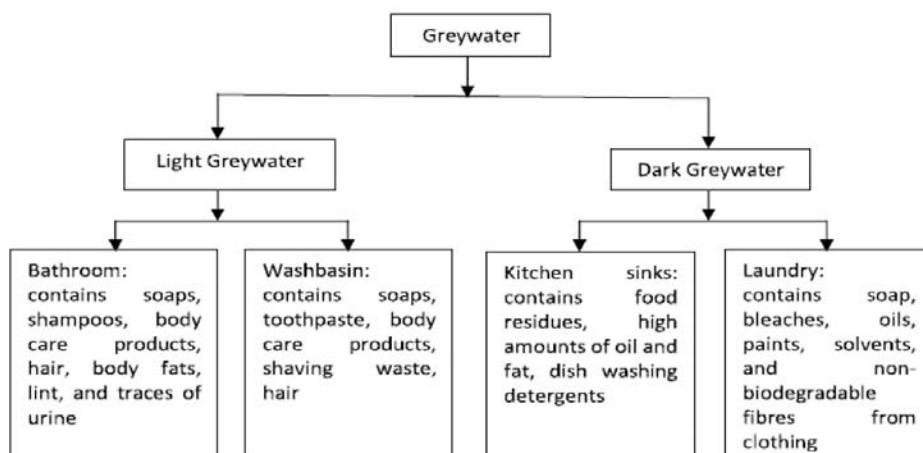 Greywater
Light Greywater
Dark Greywater
Bathroom:
contains soaps,
shampoos, body
care products,
hair, body fats,
lint, and traces of
urine
Washbasin:
contains soaps,
toothpaste, body
care products,
shaving waste,
hair
Kitchen sinks:
contains food
residues, high
amounts of oil and
fat, dish washing
detergents
Laundry:
contains soap,
bleaches, oils,
paints, solvents,
and non-
biodegradable
fibres from
clothing